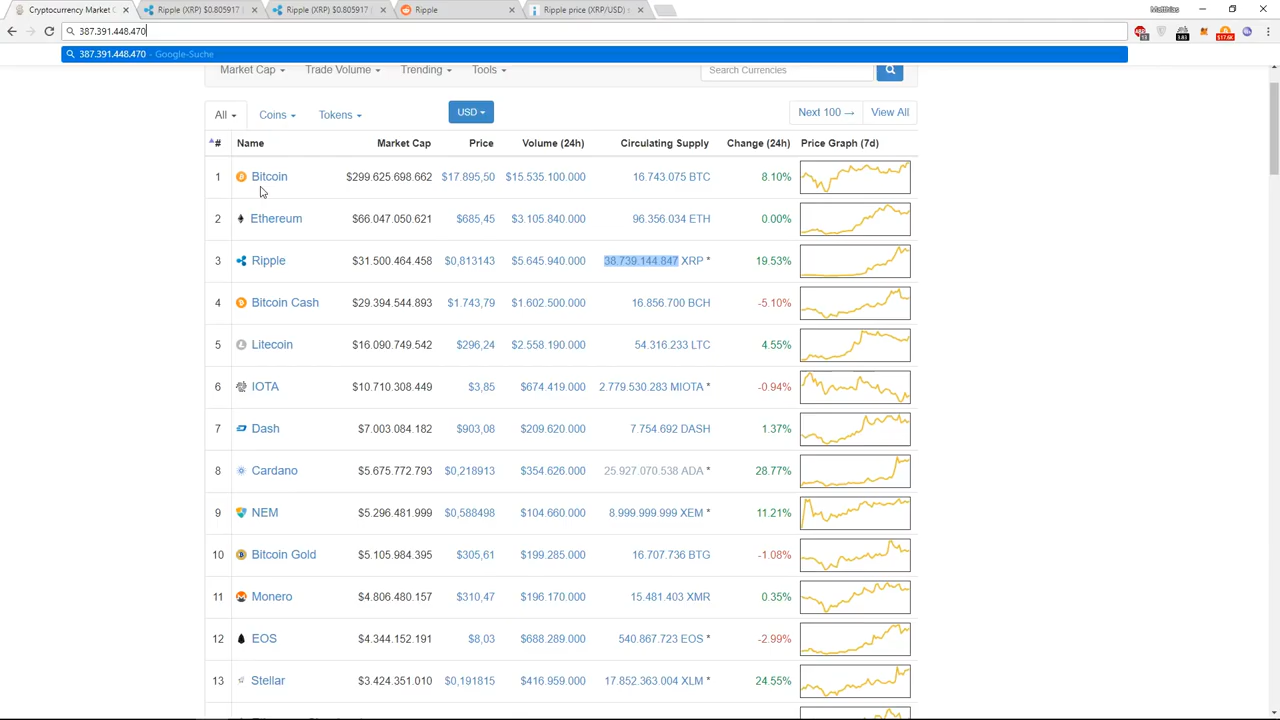 Cryptocurrency Market C
Ripple (XRP) $0.805917 |
Ripple (XRP) $0.805917 |
Ripple
Ripple price (XRP/USD)
Matthias
387.391.448.470
387.391.448.470 - Google-Suche
Market Cap Trade Volume Trending Tools Search Currencies
All Coins Tokens USD Next 100 → View All
# Name Market Cap Price Volume (24h) Circulating Supply Change (24h) Price Graph (7d)
1 Bitcoin $299.625.698.662 $17.895,50 $15.535.100.000 16.743.075 BTC 8.10%
2 Ethereum $66.047.050.621 $685,45 $3.105.840.000 96.356.034 ETH 0.00%
3 Ripple $31.500.464.458 $0,813143 $5.645.940.000 38.739.144.847 XRP * 19.53%
4 Bitcoin Cash $29.394.544.893 $1.743,79 $1.602.500.000 16.856.700 BCH -5.10%
5 Litecoin $16.090.749.542 $296,24 $2.558.190.000 54.316.233 LTC 4.55%
6 IOTA $10.710.308.449 $3,85 $674.419.000 2.779.530.283 MIOTA * -0.94%
7 Dash $7.003.084.182 $903,08 $209.620.000 7.754.692 DASH 1.37%
8 Cardano $5.675.772.793 $0,218913 $354.626.000 25.927.070.538 ADA * 28.77%
9 NEM $5.296.481.999 $0,588498 $104.660.000 8.999.999.999 XEM * 11.21%
10 Bitcoin Gold $5.105.984.395 $305,61 $199.285.000 16.707.736 BTG -1.08%
11 Monero $4.806.480.157 $310,47 $196.170.000 15.481.403 XMR 0.35%
12 EOS $4.344.152.191 $8,03 $688.289.000 540.867.723 EOS * -2.99%
13 Stellar $5.424.351.010 $0,191815 $416.959.000 17.852.363.004 XLM * 24.55%